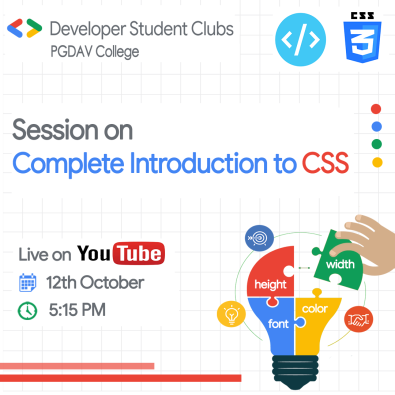 Developer Student Clubs
PGDAV College
CSS
3
Session on
Complete Introduction to CSS
Live on YouTube
12th October
5:15 PM
height
width
font
color